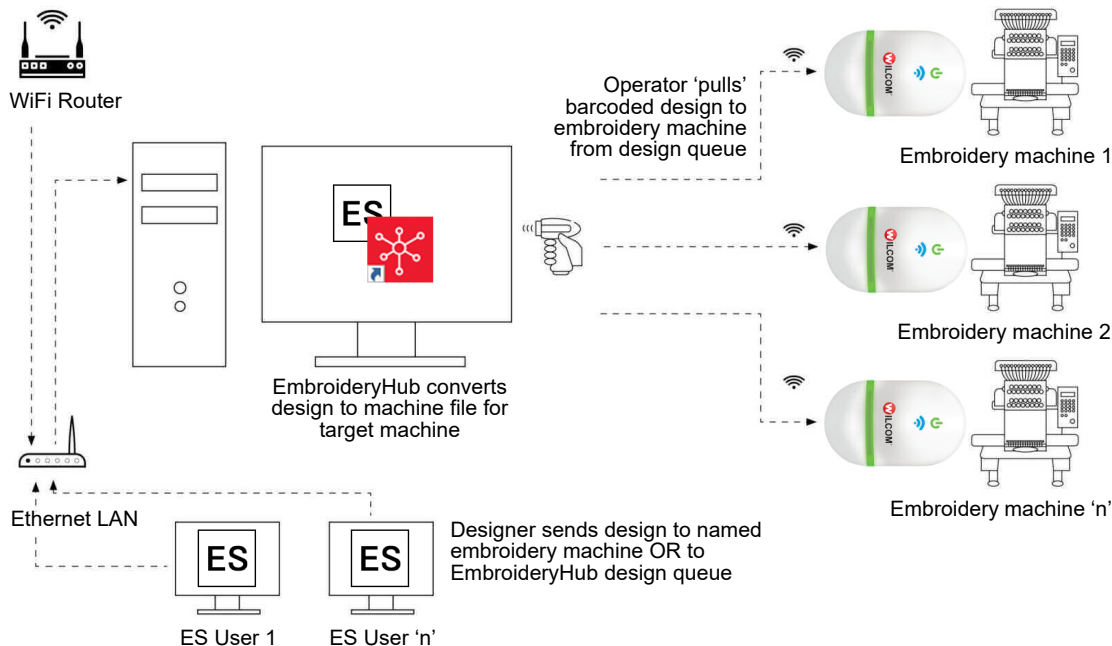 WiFi Router
Operator ‘pulls’
barcoded design to
embroidery machine
from design queue
WILCOM
Embroidery machine 1
ES
WILCOM
Embroidery machine 2
EmbroideryHub converts
design to machine file for
target machine
WILCOM
Embroidery machine ‘n’
Ethernet LAN
ES
ES
Designer sends design to named
embroidery machine OR to
EmbroideryHub design queue
ES User 1
ES User ‘n’